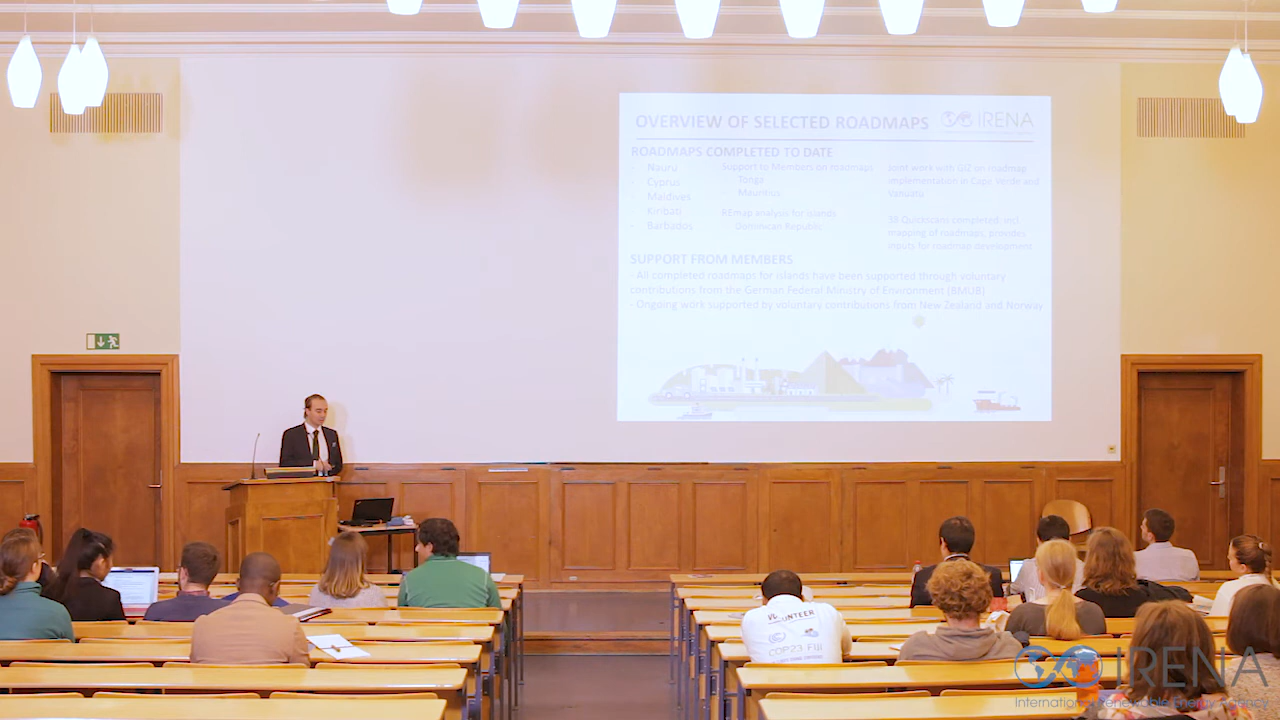 OVERVIEW OF SELECTED ROADMAPS
IRENA
ROADMAPS COMPLETED TO DATE
- Nauru
- Cyprus
- Maldives
- Kiribati
- Barbados
Support to Members on roadmaps
Tonga
Mauritius
REmap analysis for islands
Dominican Republic
Joint work with GIZ on roadmap
implementation in Cape Verde and
Vanuatu
38 Quickscans completed, incl.
mapping of roadmaps, provides
inputs for roadmap development
SUPPORT FROM MEMBERS
- All completed roadmaps for islands have been supported through voluntary
contributions from the German Federal Ministry of Environment (BMUB)
- Ongoing work supported by voluntary contributions from New Zealand and Norway
VOLUNTEER
COP23 FIJI
IRENA
International Renewable Energy Agency